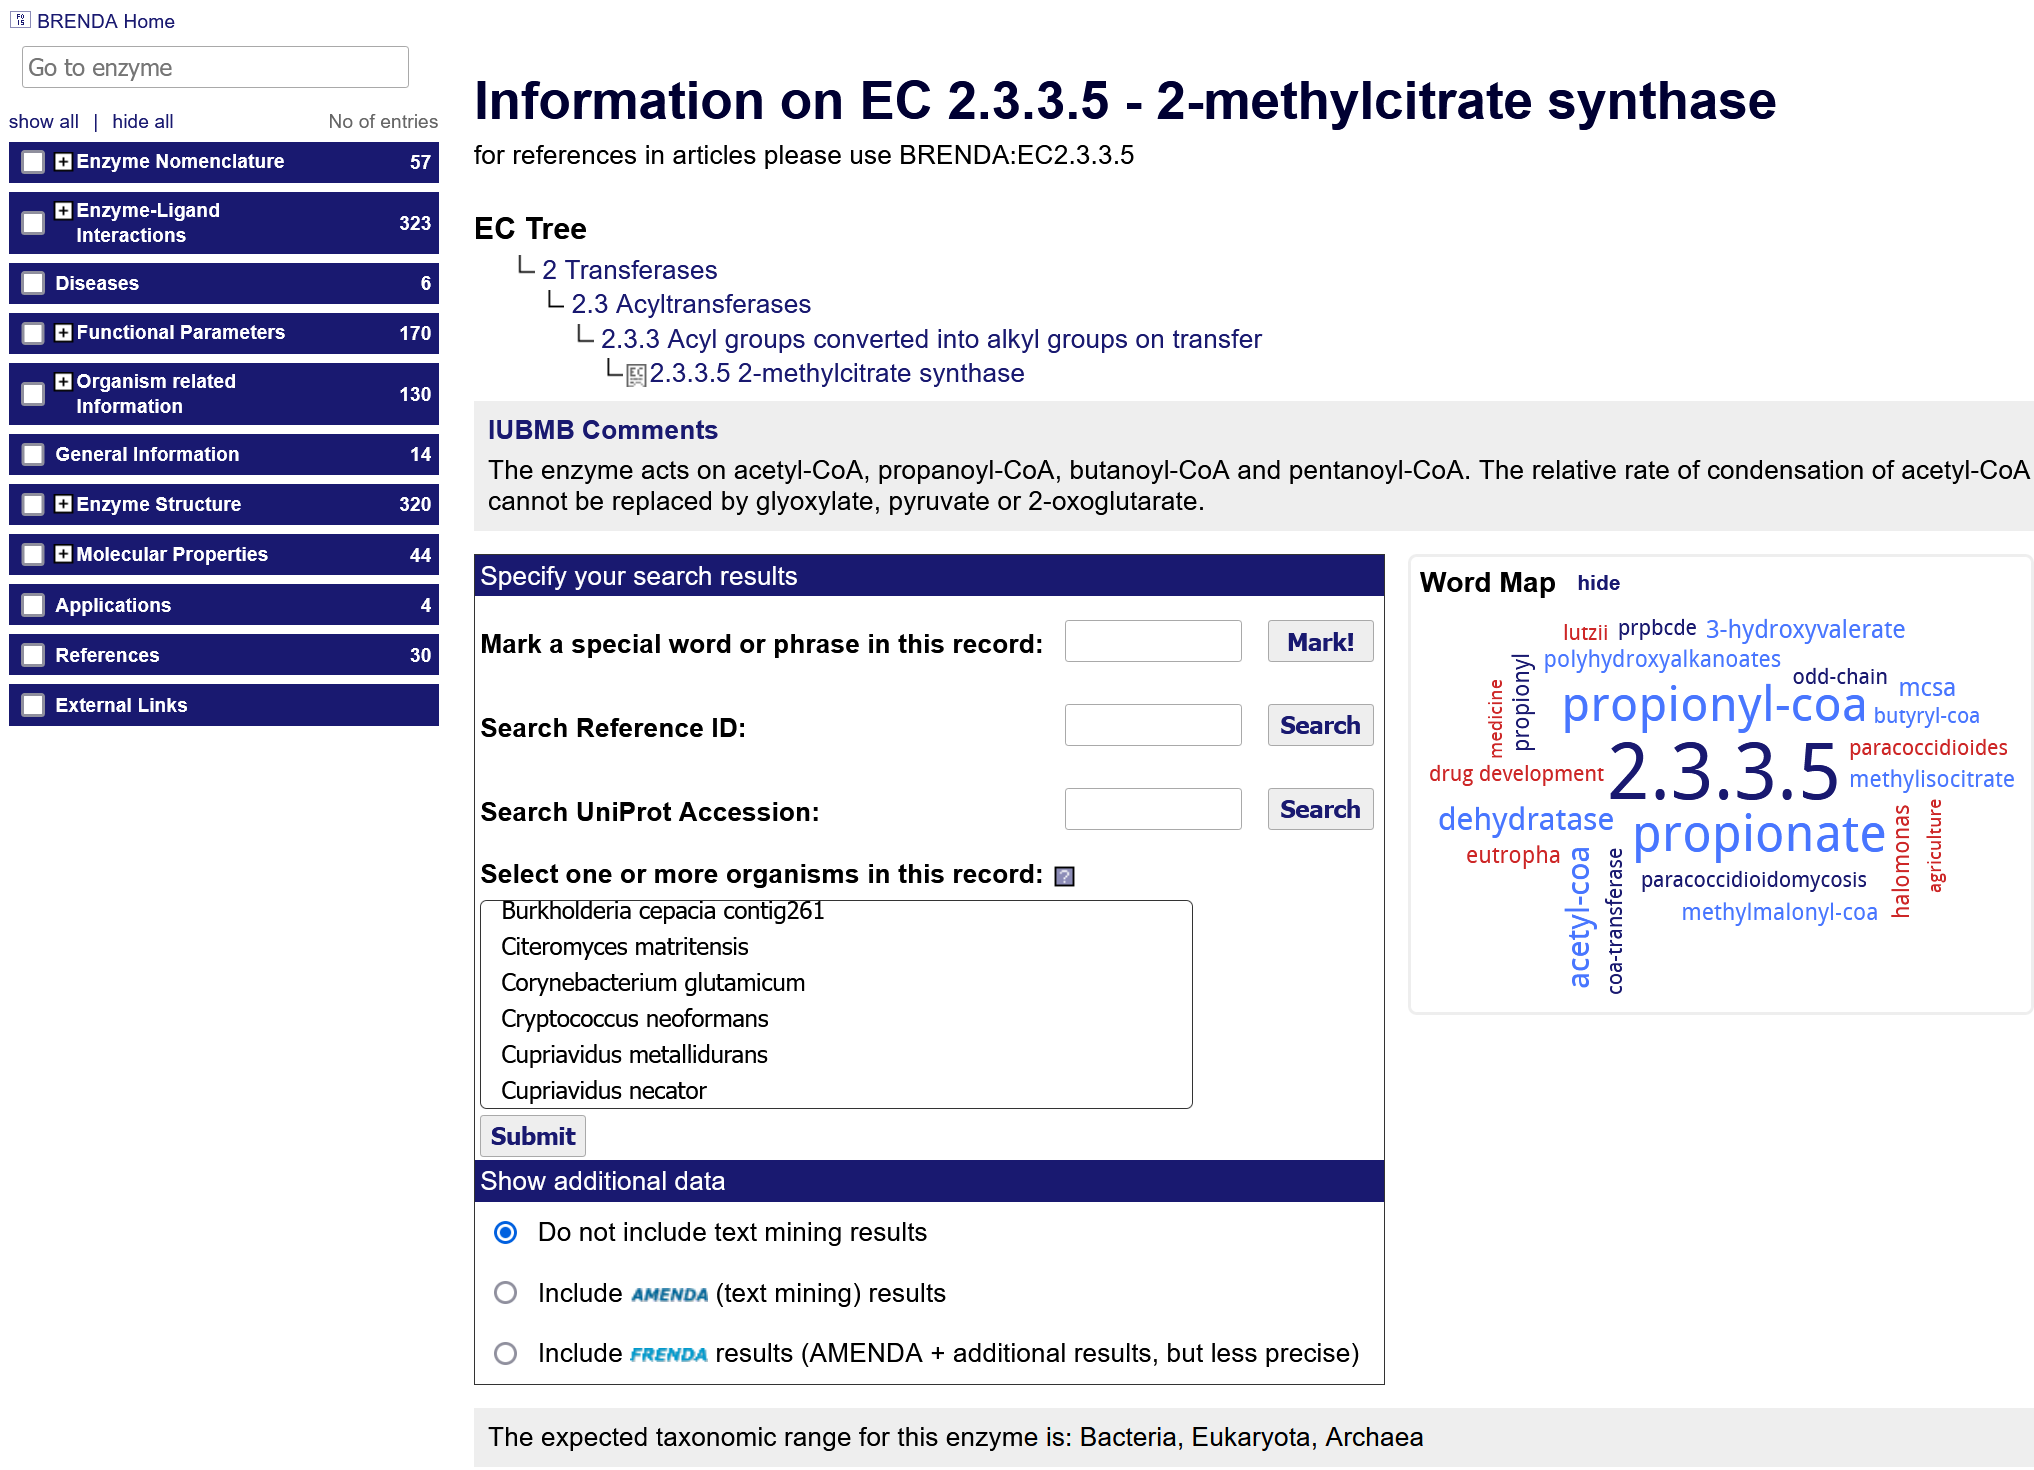 BRENDA Home
Go to enzyme
show all | hide all No of entries
Enzyme Nomenclature 57
Enzyme-Ligand
Interactions 323
Diseases 6
Functional Parameters 170
Organism related
Information 130
General Information 14
Enzyme Structure 320
Molecular Properties 44
Applications 4
References 30
External Links
Information on EC 2.3.3.5 - 2-methylcitrate synthase
for references in articles please use BRENDA:EC2.3.3.5
EC Tree
2 Transferases
2.3 Acyltransferases
2.3.3 Acyl groups converted into alkyl groups on transfer
2.3.3.5 2-methylcitrate synthase
IUBMB Comments
The enzyme acts on acetyl-CoA, propanoyl-CoA, butanoyl-CoA and pentanoyl-CoA. The relative rate of condensation of acetyl-CoA
cannot be replaced by glyoxylate, pyruvate or 2-oxoglutarate.
Specify your search results
Mark a special word or phrase in this record: Mark!
Search Reference ID: Search
Search UniProt Accession: Search
Select one or more organisms in this record: ?
Burkholderia cepacia contig261
Citeromyces matritensis
Corynebacterium glutamicum
Cryptococcus neoformans
Cupriavidus metallidurans
Cupriavidus necator
Submit
Show additional data
Do not include text mining results
Include AMENDA (text mining) results
Include FRENDA results (AMENDA + additional results, but less precise)
Word Map hide
lutzii prpbcde 3-hydroxyvalerate
polyhydroxyalkanoates
medicine
propionyl
odd-chain
propionyl-coa
mcsa
butyryl-coa
2.3.3.5
paracoccidioides
drug development
methylisocitrate
dehydratase
propionate
halomonas
agriculture
eutropha
acetyl-coa
coa-transferase
paracoccidioidomycosis
methylmalonyl-coa
The expected taxonomic range for this enzyme is: Bacteria, Eukaryota, Archaea